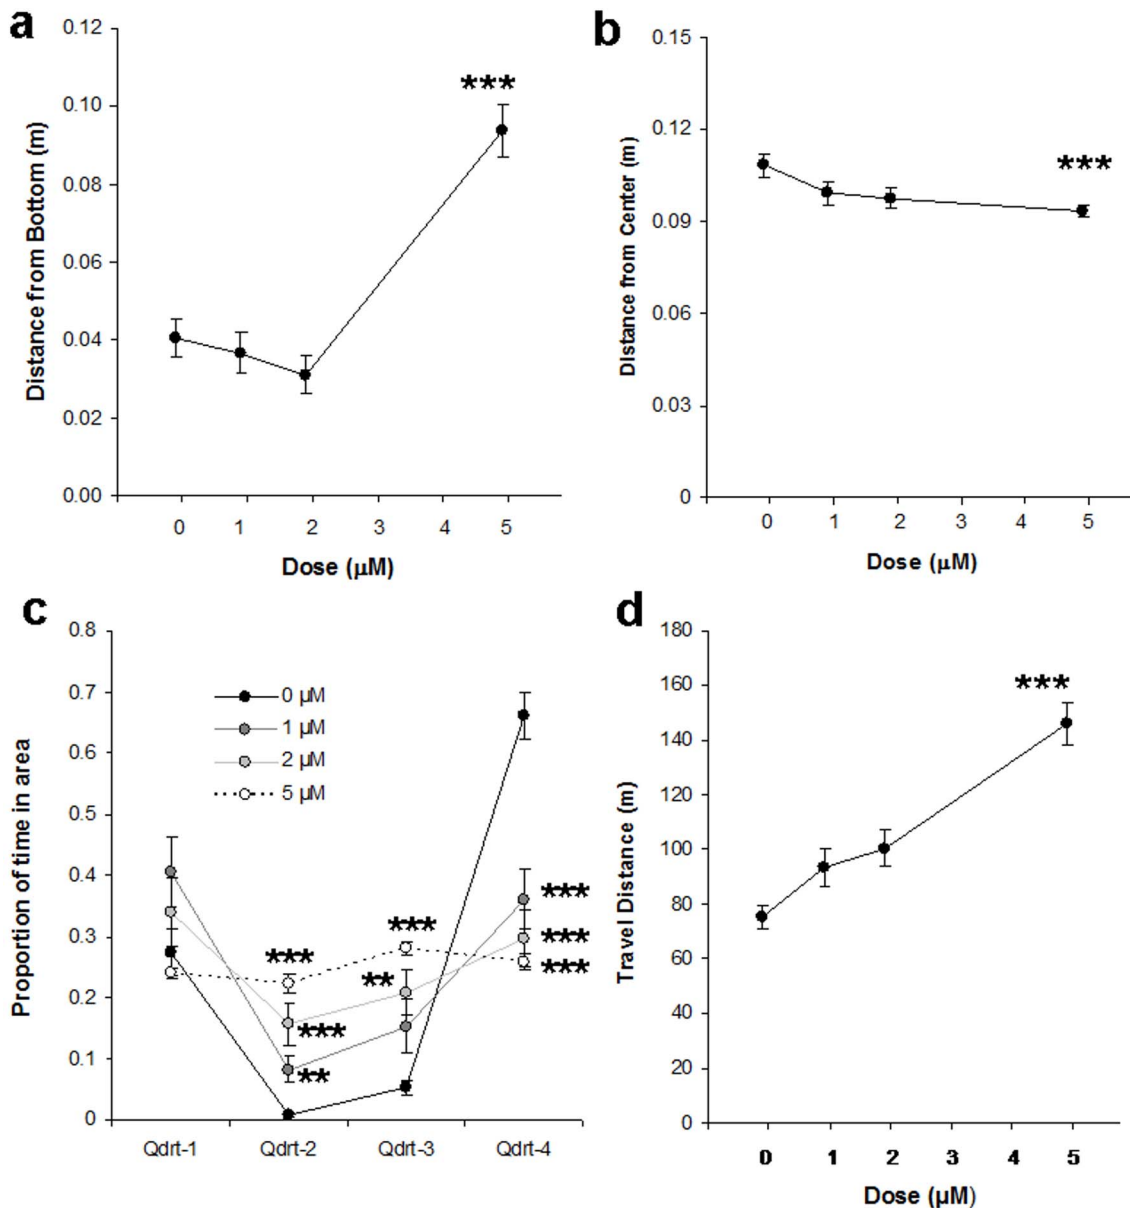 a
0.12
0.10
0.08
0.06
0.04
0.02
0.00
Distance from Bottom (m)
***
0 1 2 3 4 5
Dose (µM)
b
0.15
0.12
0.09
0.06
0.03
0
Distance from Center (m)
***
0 1 2 3 4 5
Dose (µM)
c
0.8
0.7
0.6
0.5
0.4
0.3
0.2
0.1
0
Proportion of time in area
0 µM
1 µM
2 µM
5 µM
***
***
**
***
**
***
***
***
Qdrt-1 Qdrt-2 Qdrt-3 Qdrt-4
d
180
160
140
120
100
80
60
40
20
0
Travel Distance (m)
***
0 1 2 3 4 5
Dose (µM)